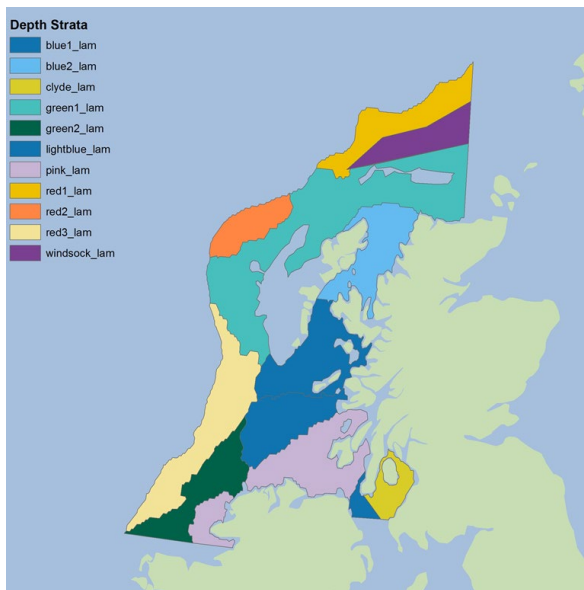 Depth Strata
blue1_lam
blue2_lam
clyde_lam
green1_lam
green2_lam
lightblue_lam
pink_lam
red1_lam
red2_lam
red3_lam
windsock_lam